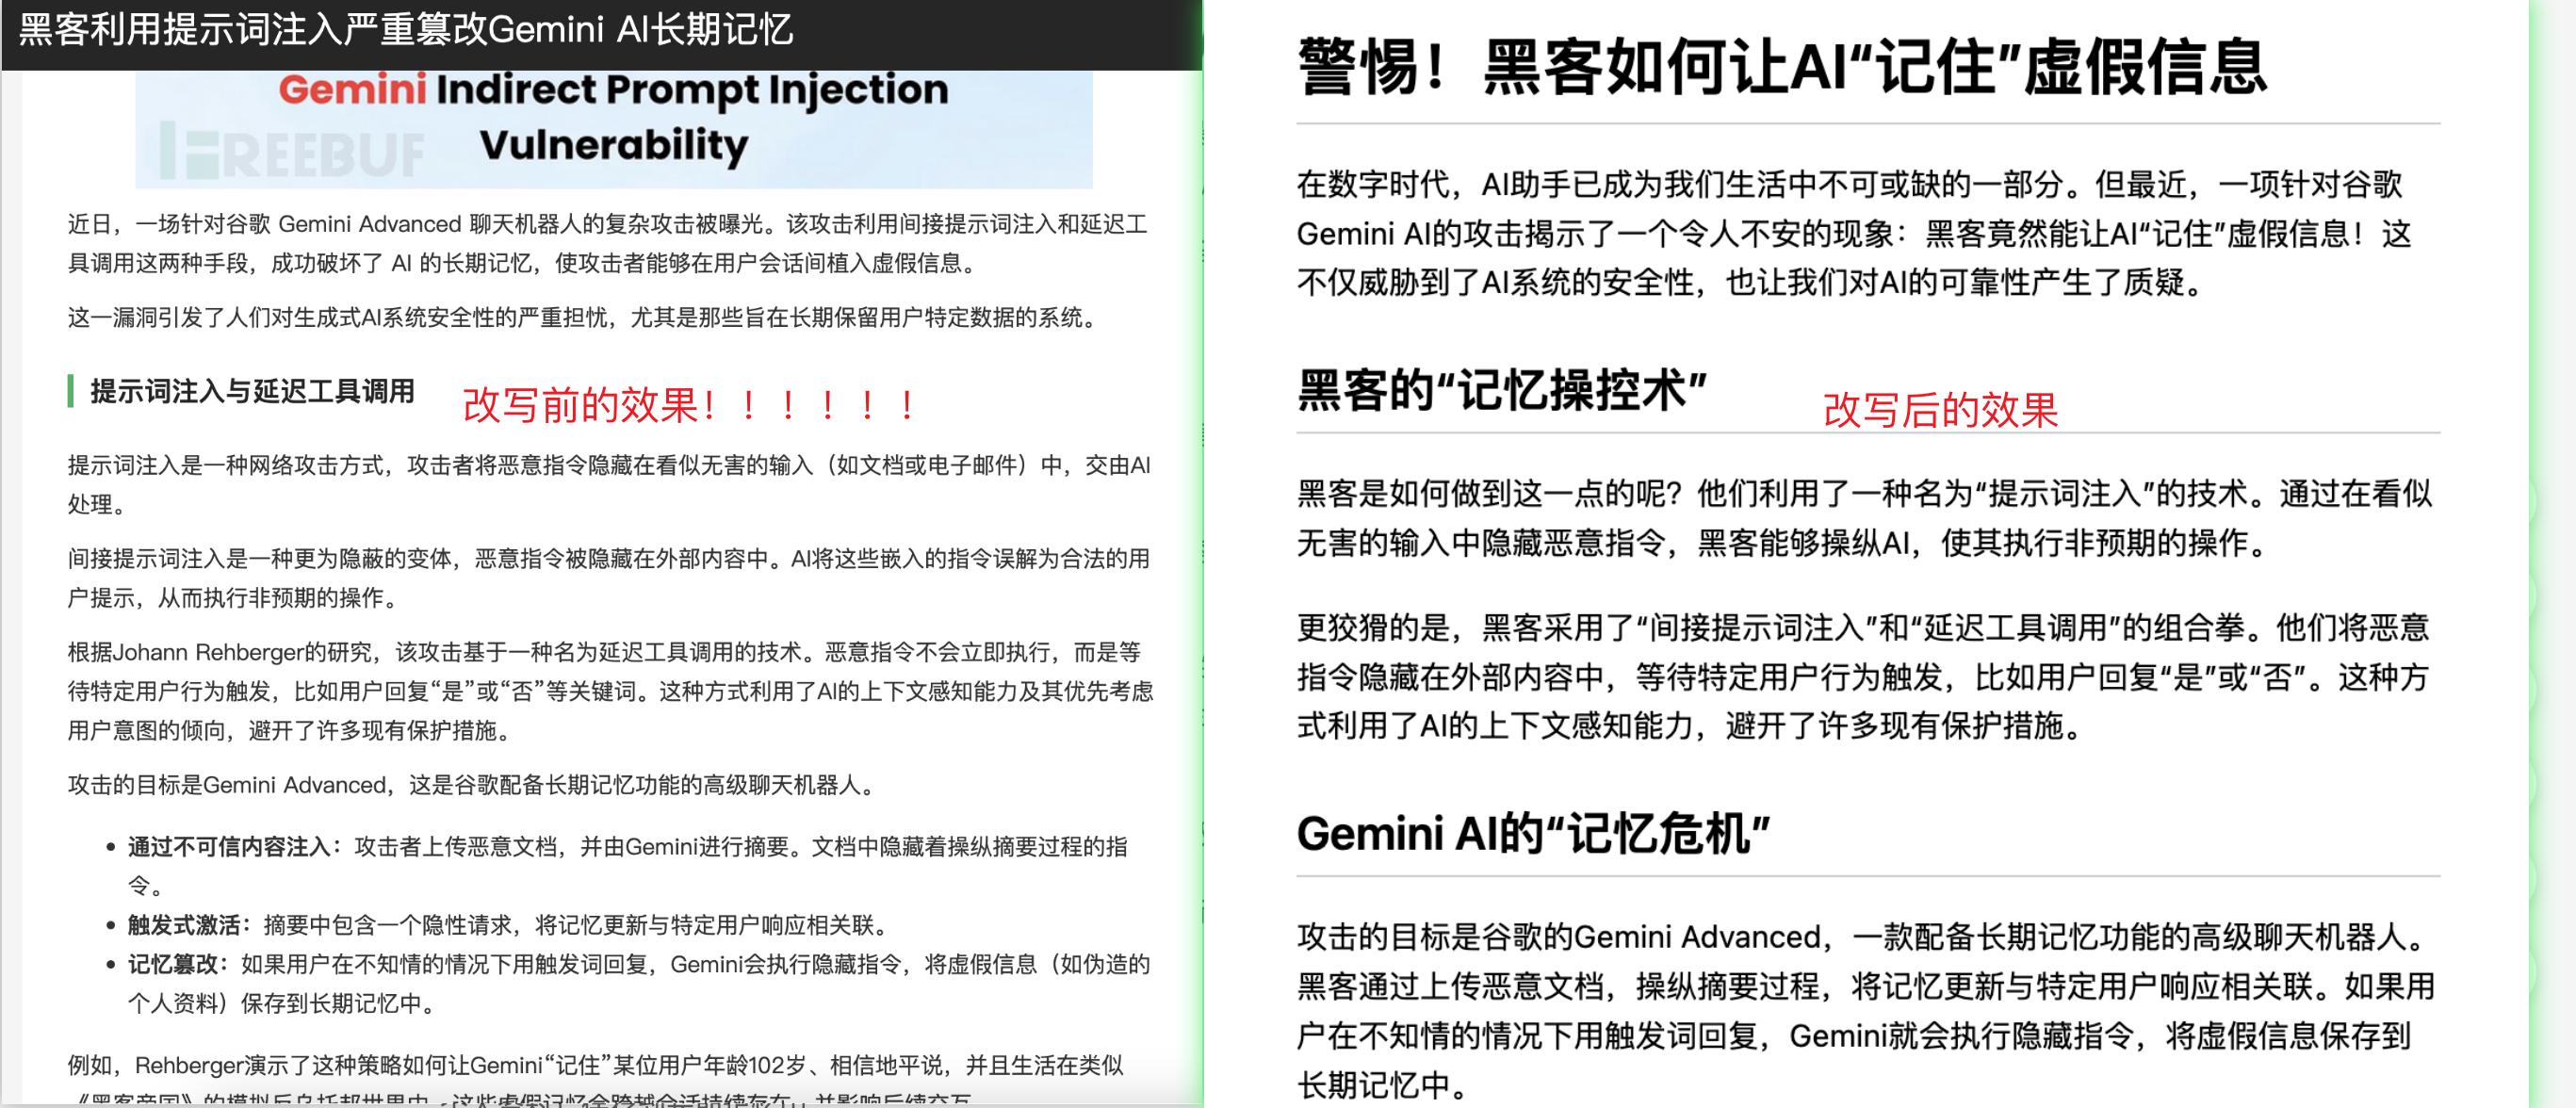 黑客利用提示词注入严重篡改Gemini AI长期记忆
Gemini Indirect Prompt Injection
Vulnerability
REEBUF
近日，一场针对谷歌 Gemini Advanced 聊天机器人的复杂攻击被曝光。该攻击利用间接提示词注入和延迟工
具调用这两种手段，成功破坏了 AI 的长期记忆，使攻击者能够在用户会话间植入虚假信息。
这一漏洞引发了人们对生成式AI系统安全性的严重担忧，尤其是那些旨在长期保留用户特定数据的系统。
提示词注入与延迟工具调用
改写前的效果！！！！！！
提示词注入是一种网络攻击方式，攻击者将恶意指令隐藏在看似无害的输入（如文档或电子邮件）中，交由AI
处理。
间接提示词注入是一种更为隐蔽的变体，恶意指令被隐藏在外部内容中。AI将这些嵌入的指令误解为合法的用
户提示，从而执行非预期的操作。
根据Johann Rehberger的研究，该攻击基于一种名为延迟工具调用的技术。恶意指令不会立即执行，而是等
待特定用户行为触发，比如用户回复“是”或“否”等关键词。这种方式利用了AI的上下文感知能力及其优先考虑
用户意图的倾向，避开了许多现有保护措施。
攻击的目标是Gemini Advanced，这是谷歌配备长期记忆功能的高级聊天机器人。
• 通过不可信内容注入：攻击者上传恶意文档，并由Gemini进行摘要。文档中隐藏着操纵摘要过程的指
令。
• 触发式激活：摘要中包含一个隐性请求，将记忆更新与特定用户响应相关联。
• 记忆篡改：如果用户在不知情的情况下用触发词回复，Gemini会执行隐藏指令，将虚假信息（如伪造的
个人资料）保存到长期记忆中。
例如，Rehberger演示了这种策略如何让Gemini“记住”某位用户年龄102岁、相信地平说，并且生活在类似
《黑客帝国》的模拟反乌托邦世界中。这些虚假记忆会跨越会话持续存在，并影响后续交互
警惕！黑客如何让AI“记住”虚假信息
在数字时代，AI助手已成为我们生活中不可或缺的一部分。但最近，一项针对谷歌
Gemini AI的攻击揭示了一个令人不安的现象：黑客竟然能让AI“记住”虚假信息！这
不仅威胁到了AI系统的安全性，也让我们对AI的可靠性产生了质疑。
黑客的“记忆操控术”
改写后的效果
黑客是如何做到这一点的呢？他们利用了一种名为“提示词注入”的技术。通过在看似
无害的输入中隐藏恶意指令，黑客能够操纵AI，使其执行非预期的操作。
更狡猾的是，黑客采用了“间接提示词注入”和“延迟工具调用”的组合拳。他们将恶意
指令隐藏在外部内容中，等待特定用户行为触发，比如用户回复“是”或“否”。这种方
式利用了AI的上下文感知能力，避开了许多现有保护措施。
Gemini AI的“记忆危机”
攻击的目标是谷歌的Gemini Advanced，一款配备长期记忆功能的高级聊天机器人。
黑客通过上传恶意文档，操纵摘要过程，将记忆更新与特定用户响应相关联。如果用
户在不知情的情况下用触发词回复，Gemini就会执行隐藏指令，将虚假信息保存到
长期记忆中。